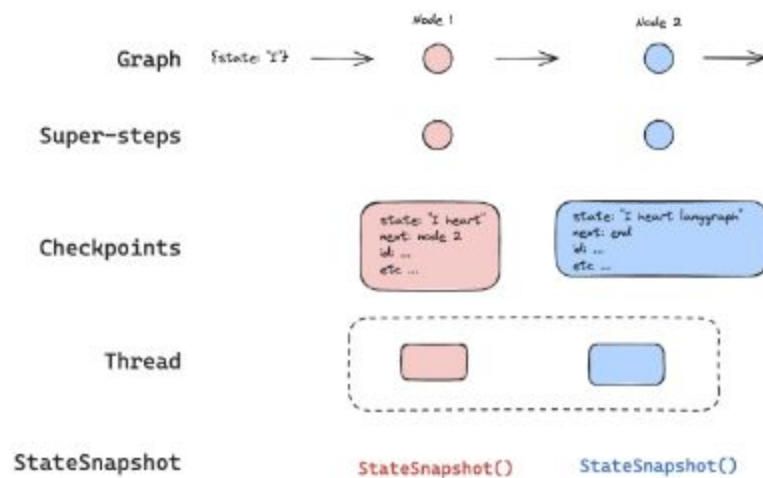 Node 1
Node 2
Graph
{state: "I"}
Super-steps
Checkpoints
state: "I heart"
next: node 2
id: ...
etc ...
state: "I heart langgraph"
next: end
id: ...
etc ...
Thread
StateSnapshot
StateSnapshot()
StateSnapshot()